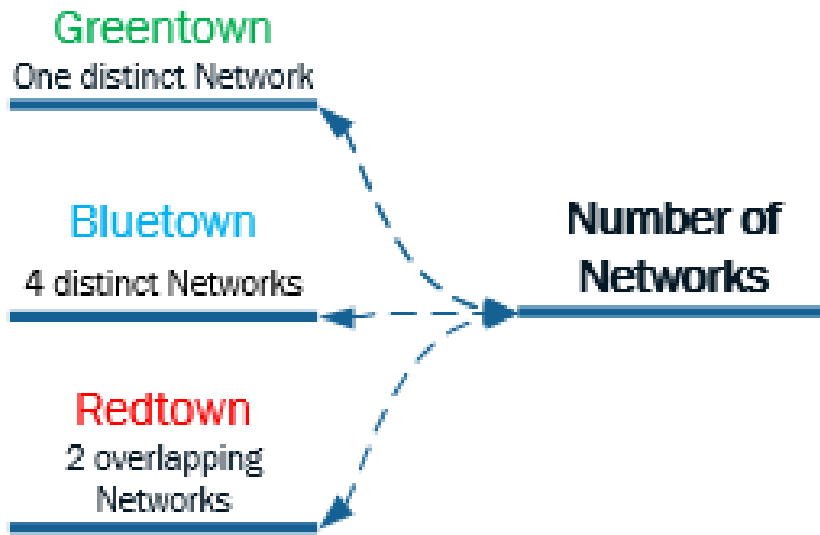 Greentown
One distinct Network
Bluetown
4 distinct Networks
Number of
Networks
Redtown
2 overlapping
Networks